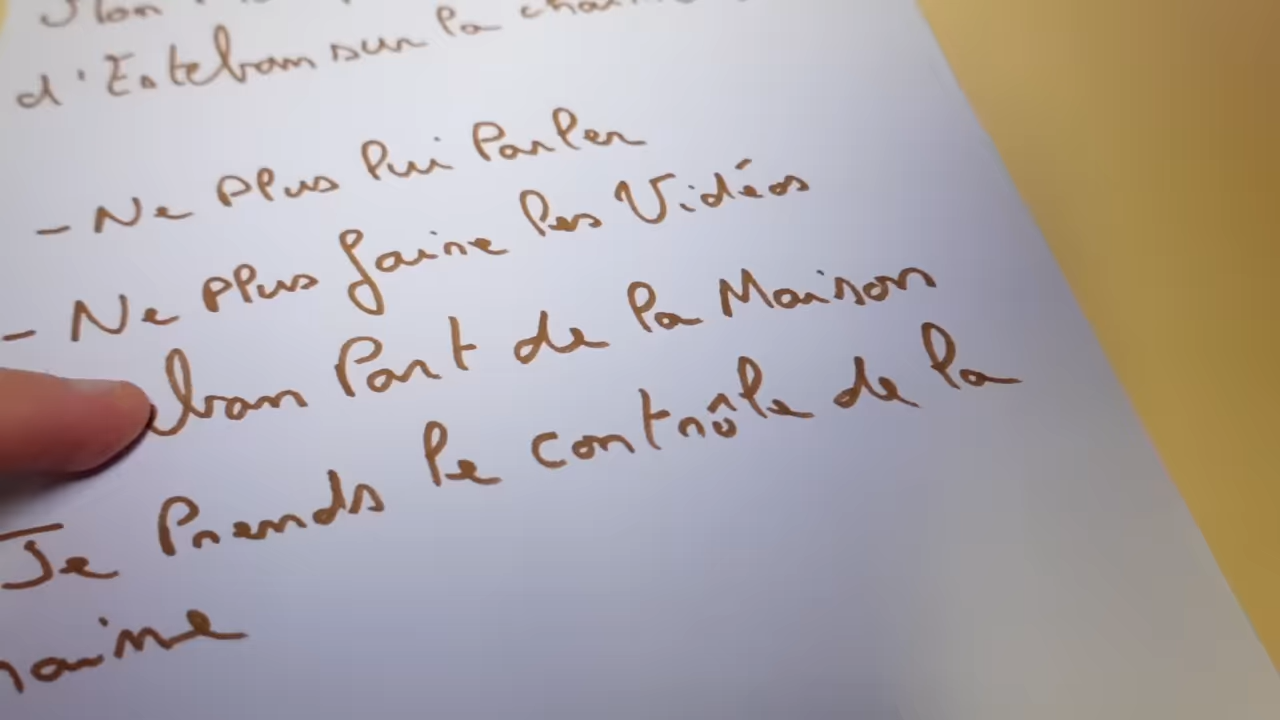 d'Esteban sur la
- Ne plus lui Parler
- Ne plus faire les Vidéos
ban Part de la Maison
Je Prends le contrôle de la
haine